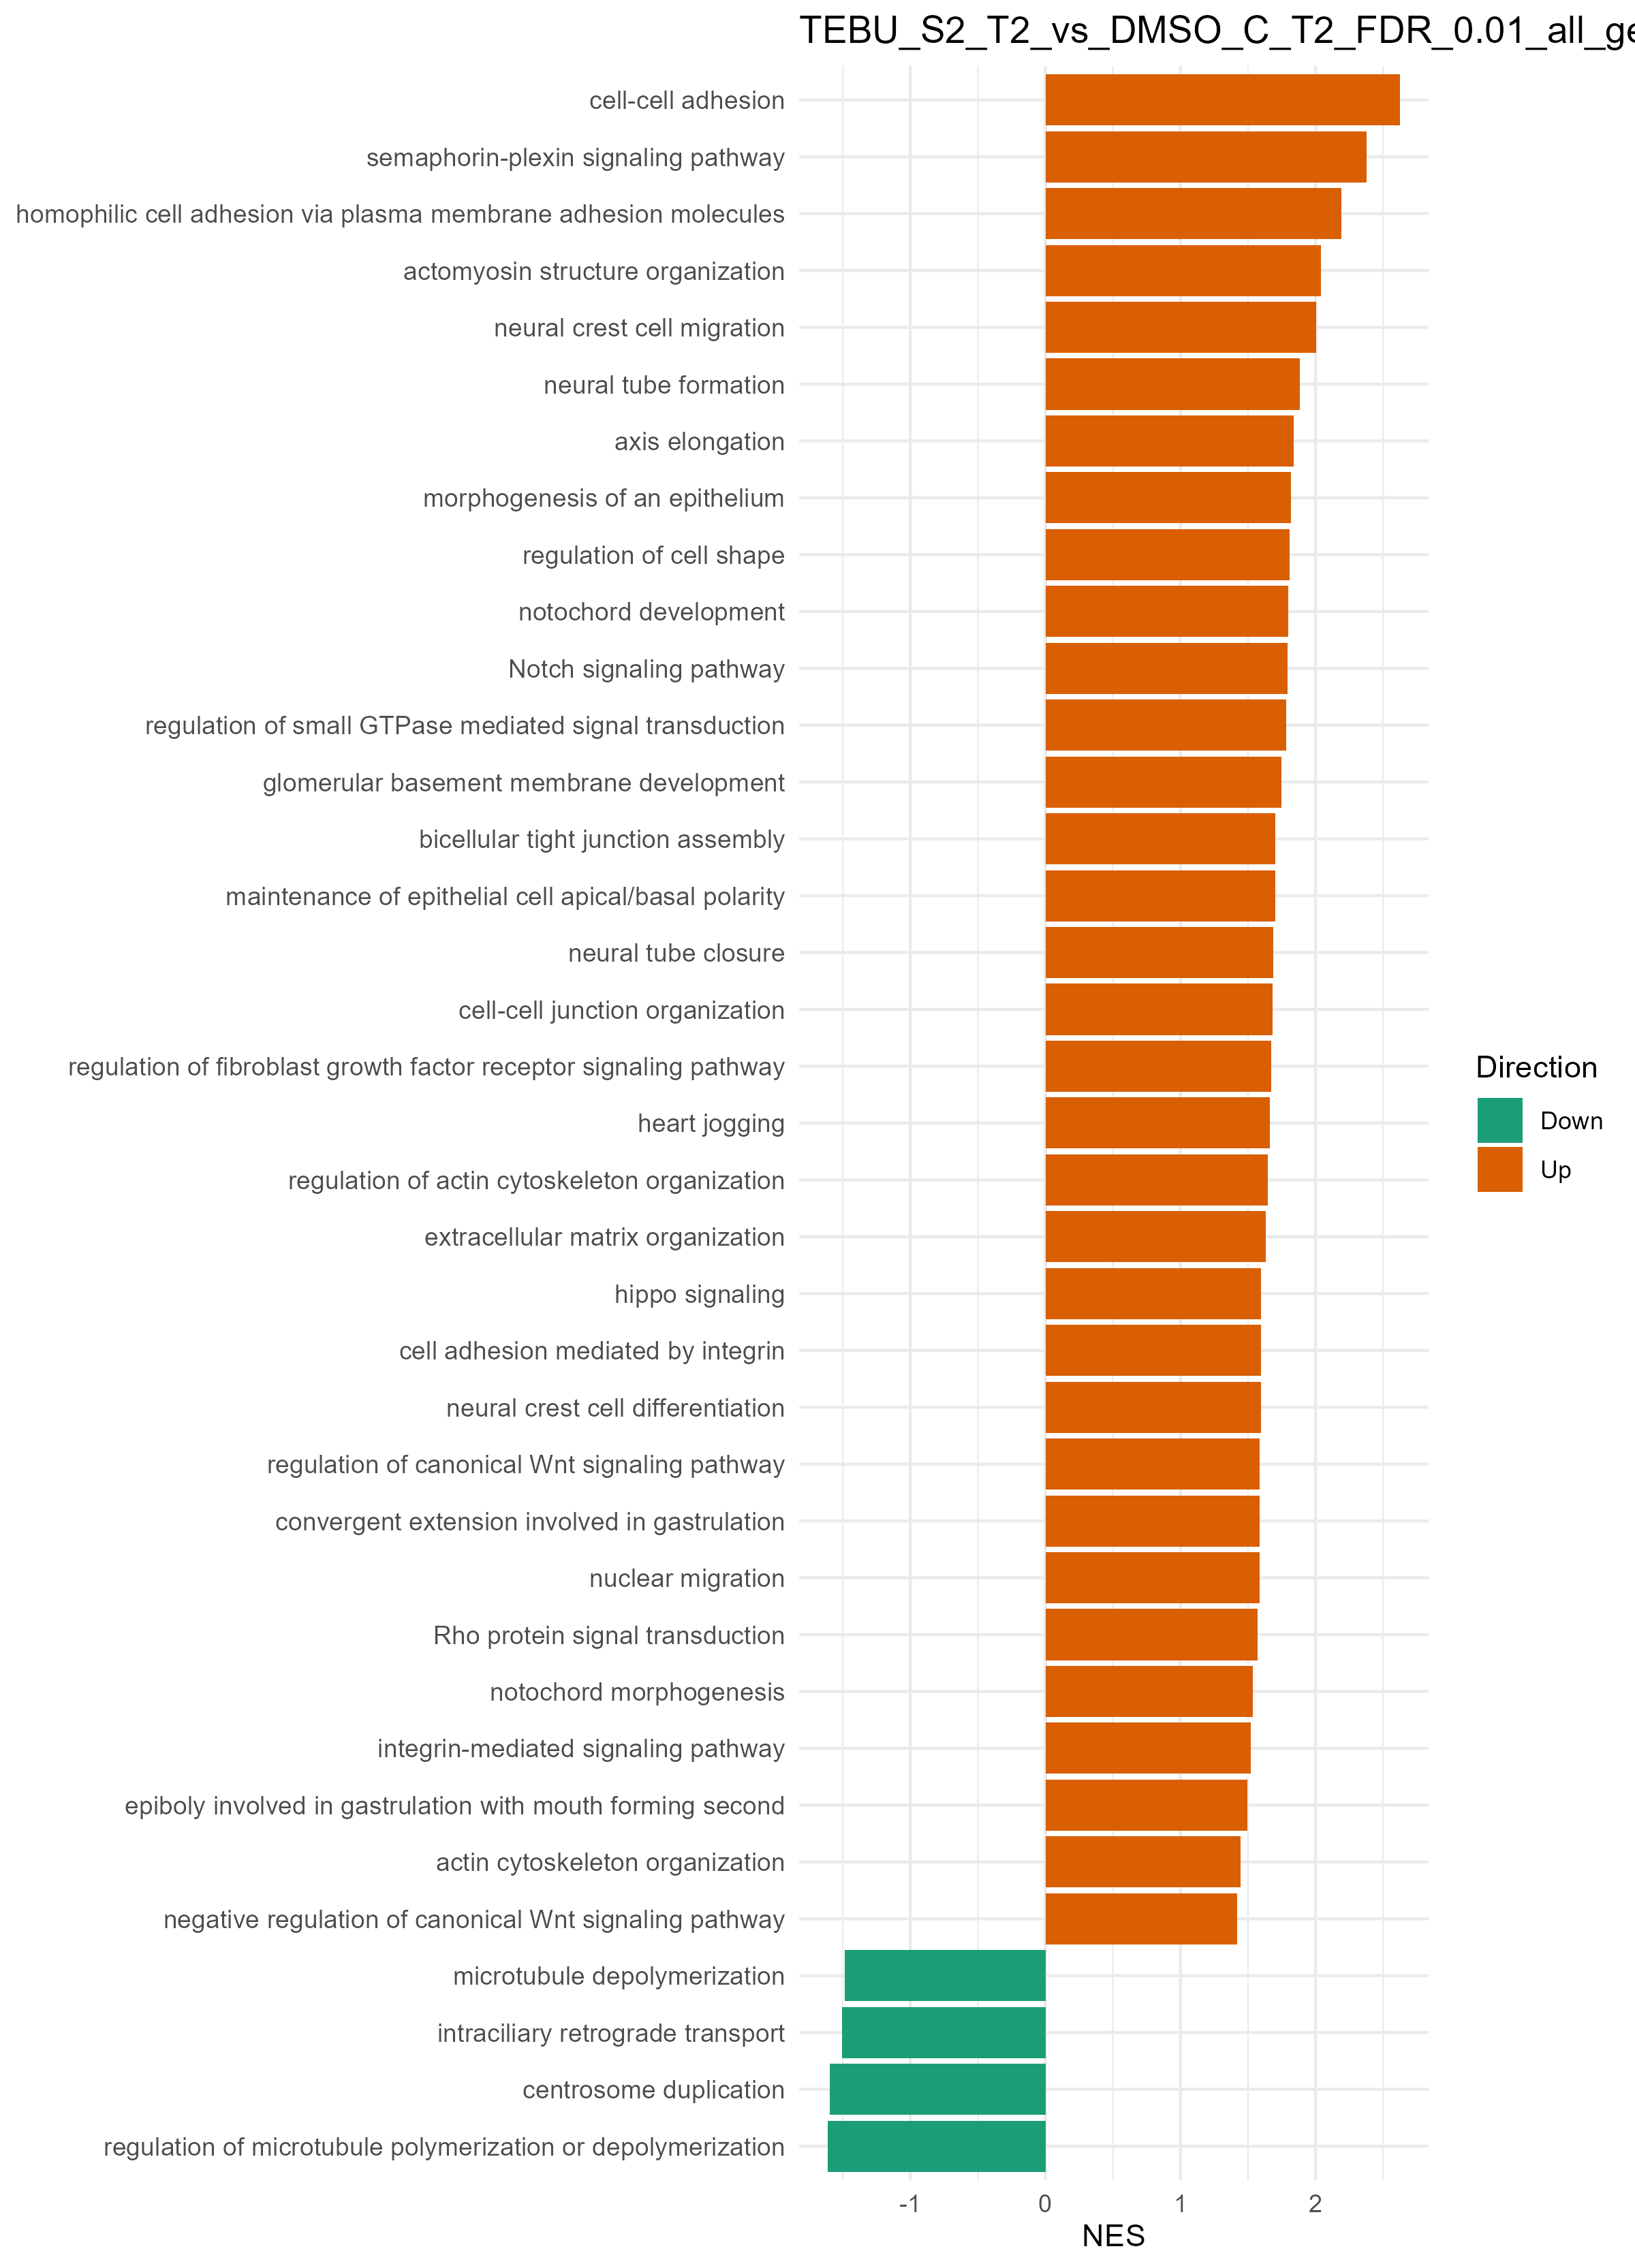 TEBU_S2_T2_vs_DMSO_C_T2_FDR_0.01_all_ge
cell-cell adhesion
semaphorin-plexin signaling pathway
homophilic cell adhesion via plasma membrane adhesion molecules
actomyosin structure organization
neural crest cell migration
neural tube formation
axis elongation
morphogenesis of an epithelium
regulation of cell shape
notochord development
Notch signaling pathway
regulation of small GTPase mediated signal transduction
glomerular basement membrane development
bicellular tight junction assembly
maintenance of epithelial cell apical/basal polarity
neural tube closure
cell-cell junction organization
regulation of fibroblast growth factor receptor signaling pathway
heart jogging
regulation of actin cytoskeleton organization
extracellular matrix organization
hippo signaling
cell adhesion mediated by integrin
neural crest cell differentiation
regulation of canonical Wnt signaling pathway
convergent extension involved in gastrulation
nuclear migration
Rho protein signal transduction
notochord morphogenesis
integrin-mediated signaling pathway
epiboly involved in gastrulation with mouth forming second
actin cytoskeleton organization
negative regulation of canonical Wnt signaling pathway
microtubule depolymerization
intraciliary retrograde transport
centrosome duplication
regulation of microtubule polymerization or depolymerization
-1 0 1 2
NES
Direction
Down
Up